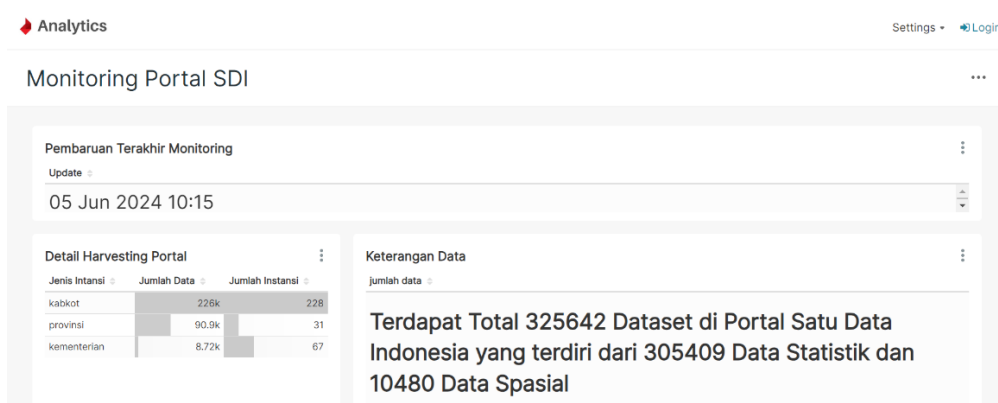 Analytics
Settings
Login
Monitoring Portal SDI
Pembaruan Terakhir Monitoring
Update
05 Jun 2024 10:15
Detail Harvesting Portal
Jenis Intansi Jumlah Data Jumlah Instansi
kabkot 226k 228
provinsi 90.9k 31
kementerian 8.72k 67
Keterangan Data
jumlah data
Terdapat Total 325642 Dataset di Portal Satu Data
Indonesia yang terdiri dari 305409 Data Statistik dan
10480 Data Spasial